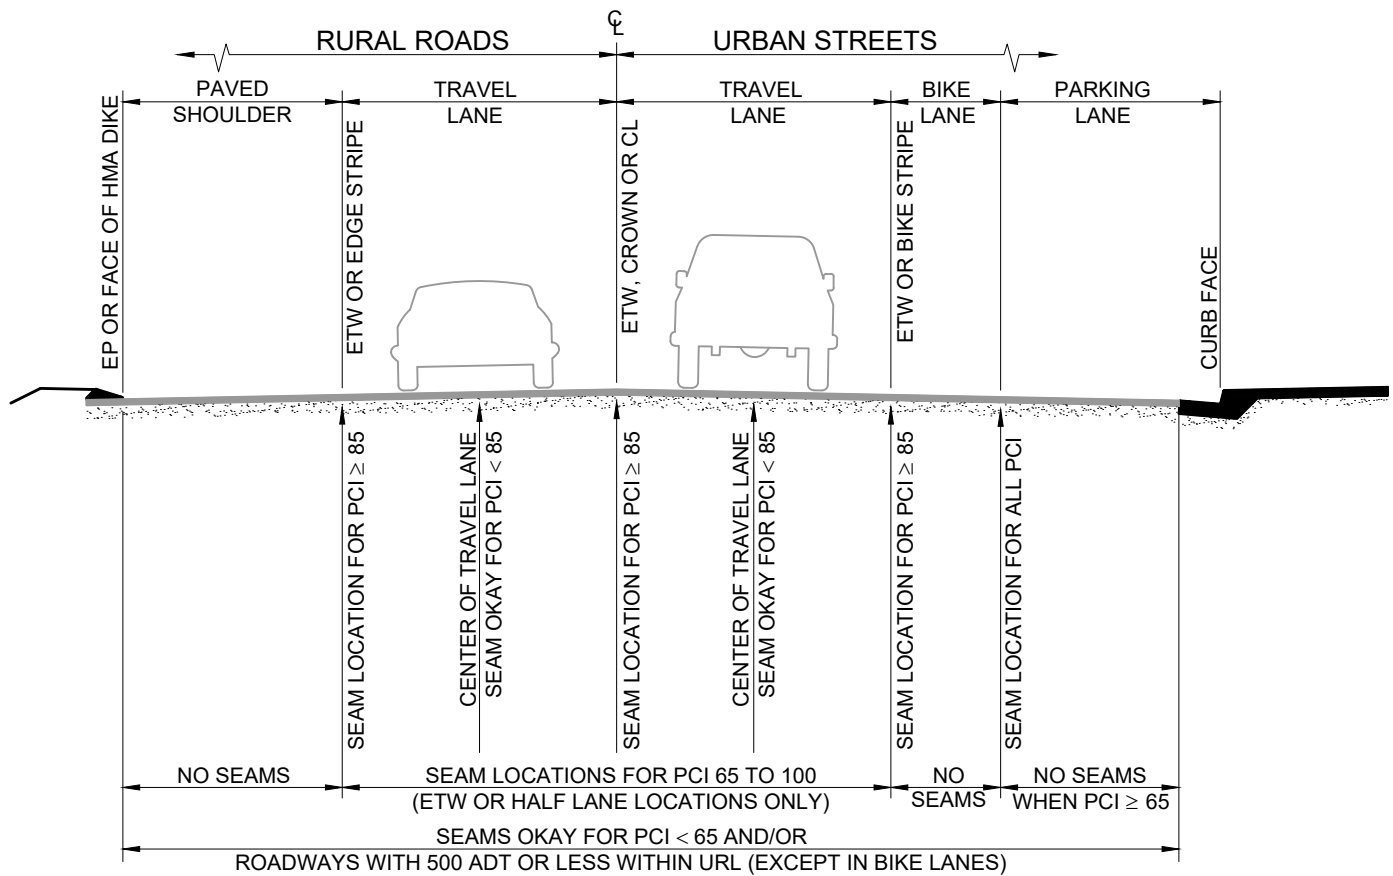 ℄
RURAL ROADS
URBAN STREETS
PAVED
SHOULDER
TRAVEL
LANE
TRAVEL
LANE
BIKE
LANE
PARKING
LANE
EP OR FACE OF HMA DIKE
ETW OR EDGE STRIPE
ETW, CROWN OR CL
ETW OR BIKE STRIPE
CURB FACE
SEAM LOCATION FOR PCI ≥ 85
CENTER OF TRAVEL LANE
SEAM OKAY FOR PCI < 85
SEAM LOCATION FOR PCI ≥ 85
CENTER OF TRAVEL LANE
SEAM OKAY FOR PCI < 85
SEAM LOCATION FOR PCI ≥ 85
SEAM LOCATION FOR ALL PCI
NO SEAMS
SEAM LOCATIONS FOR PCI 65 TO 100
(ETW OR HALF LANE LOCATIONS ONLY)
NO
SEAMS
NO SEAMS
WHEN PCI ≥ 65
SEAMS OKAY FOR PCI < 65 AND/OR
ROADWAYS WITH 500 ADT OR LESS WITHIN URL (EXCEPT IN BIKE LANES)